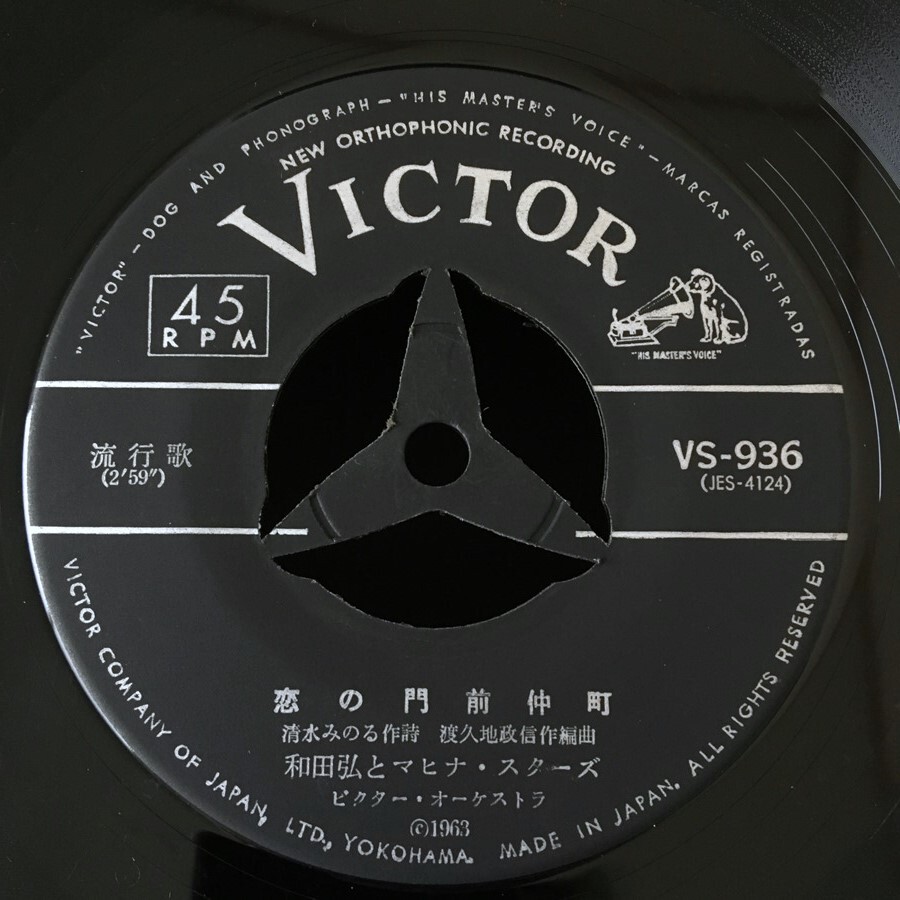 "VICTOR" – DOG AND PHONOGRAPH – "HIS MASTER'S VOICE" – MARCAS REGISTRADAS
NEW ORTHOPHONIC RECORDING
VICTOR
45
RPM
"HIS MASTER'S VOICE"
流行歌
(2'59")
VS-936
(JES-4124)
恋の門前仲町
清水みのる作詩 渡久地政信作編曲
和田弘とマヒナ・スターズ
ビクター・オーケストラ
©1963
VICTOR COMPANY OF JAPAN, LTD., YOKOHAMA. MADE IN JAPAN. ALL RIGHTS RESERVED